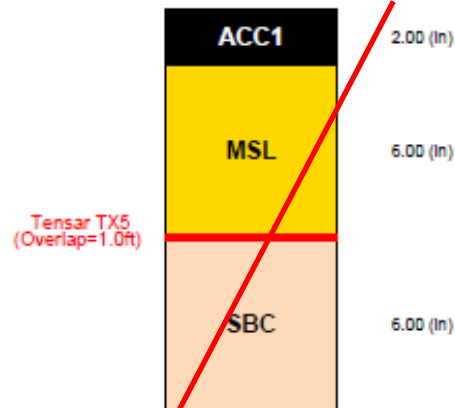 ACC1
2.00 (in)
MSL
6.00 (in)
Tensar TX5
(Overlap=1.0ft)
SBC
6.00 (in)